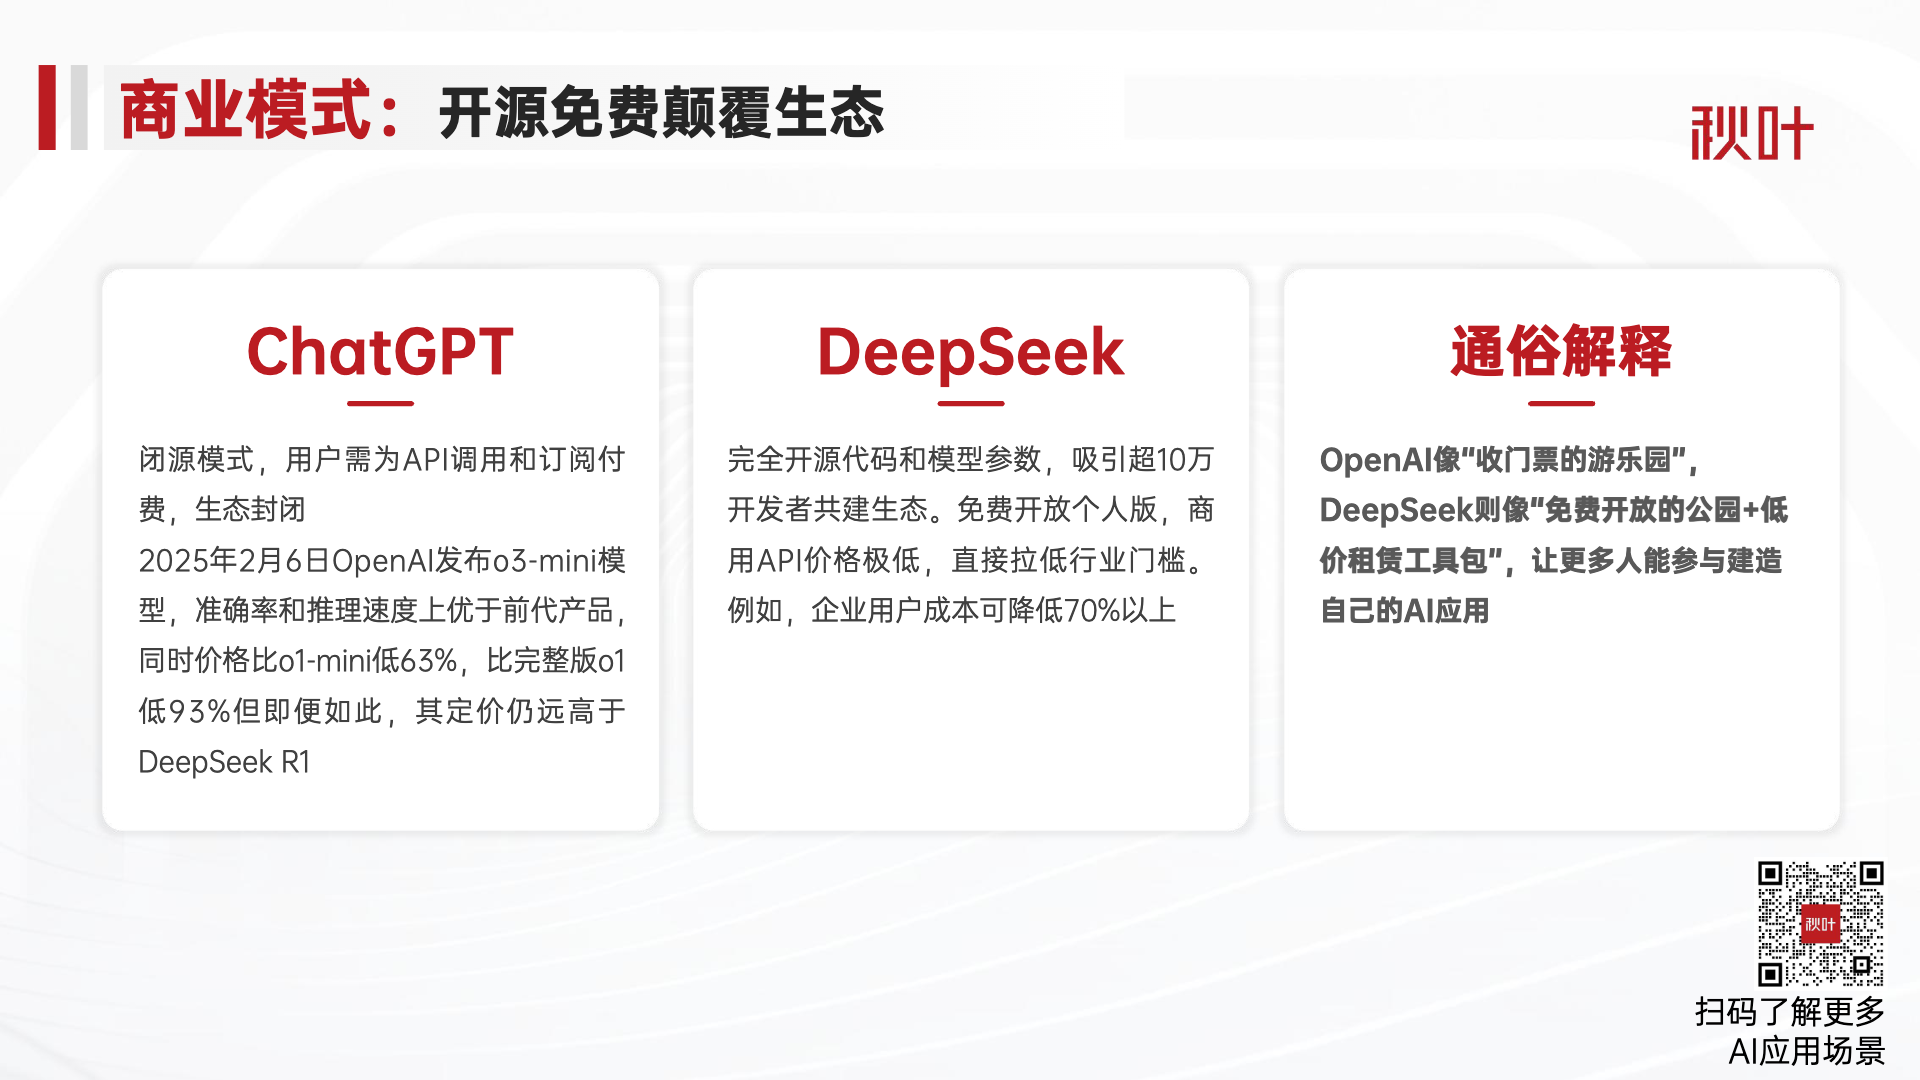 商业模式：开源免费颠覆生态
秋叶
ChatGPT
闭源模式，用户需为API调用和订阅付
费，生态封闭
2025年2月6日OpenAI发布o3-mini模
型，准确率和推理速度上优于前代产品，
同时价格比o1-mini低63%，比完整版o1
低93%但即便如此，其定价仍远高于
DeepSeek R1
DeepSeek
完全开源代码和模型参数，吸引超10万
开发者共建生态。免费开放个人版，商
用API价格极低，直接拉低行业门槛。
例如，企业用户成本可降低70%以上
通俗解释
OpenAI像“收门票的游乐园”，
DeepSeek则像“免费开放的公园+低
价租赁工具包”，让更多人能参与建造
自己的AI应用
秋叶
扫码了解更多
AI应用场景